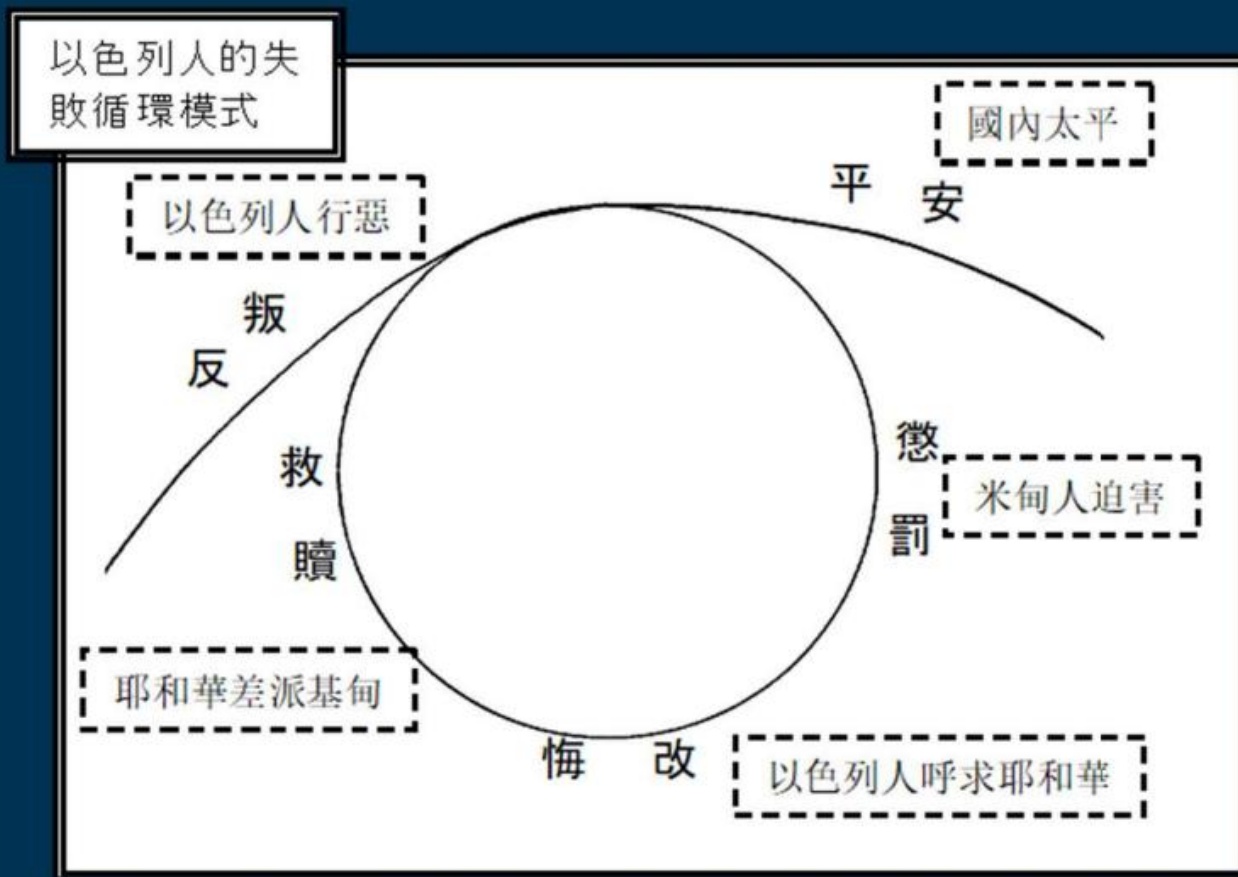 以色列人的失
敗循環模式
國內太平
平安
以色列人行惡
反叛
懲罰
米甸人迫害
救贖
耶和華差派基甸
悔改
以色列人呼求耶和華